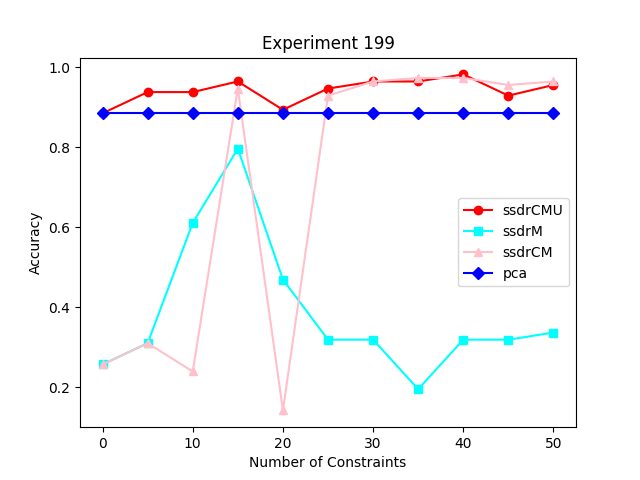 Experiment 199
Accuracy
1.0
0.8
0.6
0.4
0.2
ssdrCMU
ssdrM
ssdrCM
pca
0 10 20 30 40 50
Number of Constraints